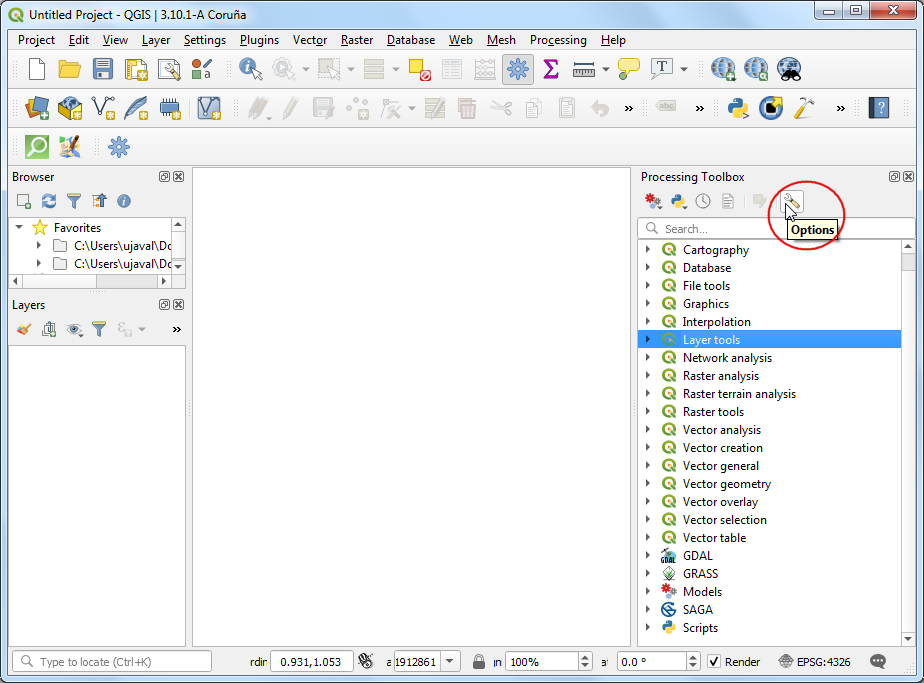 Untitled Project - QGIS | 3.10.1-A Coruña
Project Edit View Layer Settings Plugins Vector Raster Database Web Mesh Processing Help
Browser
Favorites
C:\Users\ujaval\Do
C:\Users\ujaval\Do
Layers
Processing Toolbox
Options
Search...
Cartography
Database
File tools
Graphics
Interpolation
Layer tools
Network analysis
Raster analysis
Raster terrain analysis
Raster tools
Vector analysis
Vector creation
Vector general
Vector geometry
Vector overlay
Vector selection
Vector table
GDAL GDAL
GRASS
Models
SAGA
Scripts
Type to locate (Ctrl+K) rdin 0.931,1.053 a 1912861 in 100% at 0.0 ° Render EPSG:4326